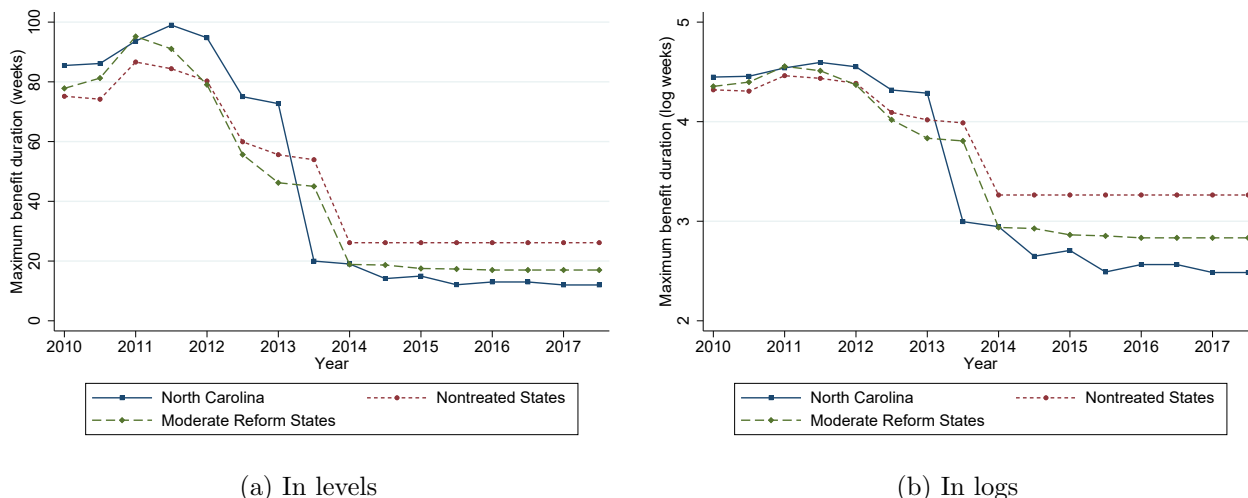 Maximum benefit duration (weeks)
100
80
60
40
20
0
2010 2011 2012 2013 2014 2015 2016 2017
Year
North Carolina
Nontreated States
Moderate Reform States
(a) In levels
Maximum benefit duration (log weeks)
5
4
3
2
2010 2011 2012 2013 2014 2015 2016 2017
Year
North Carolina
Nontreated States
Moderate Reform States
(b) In logs